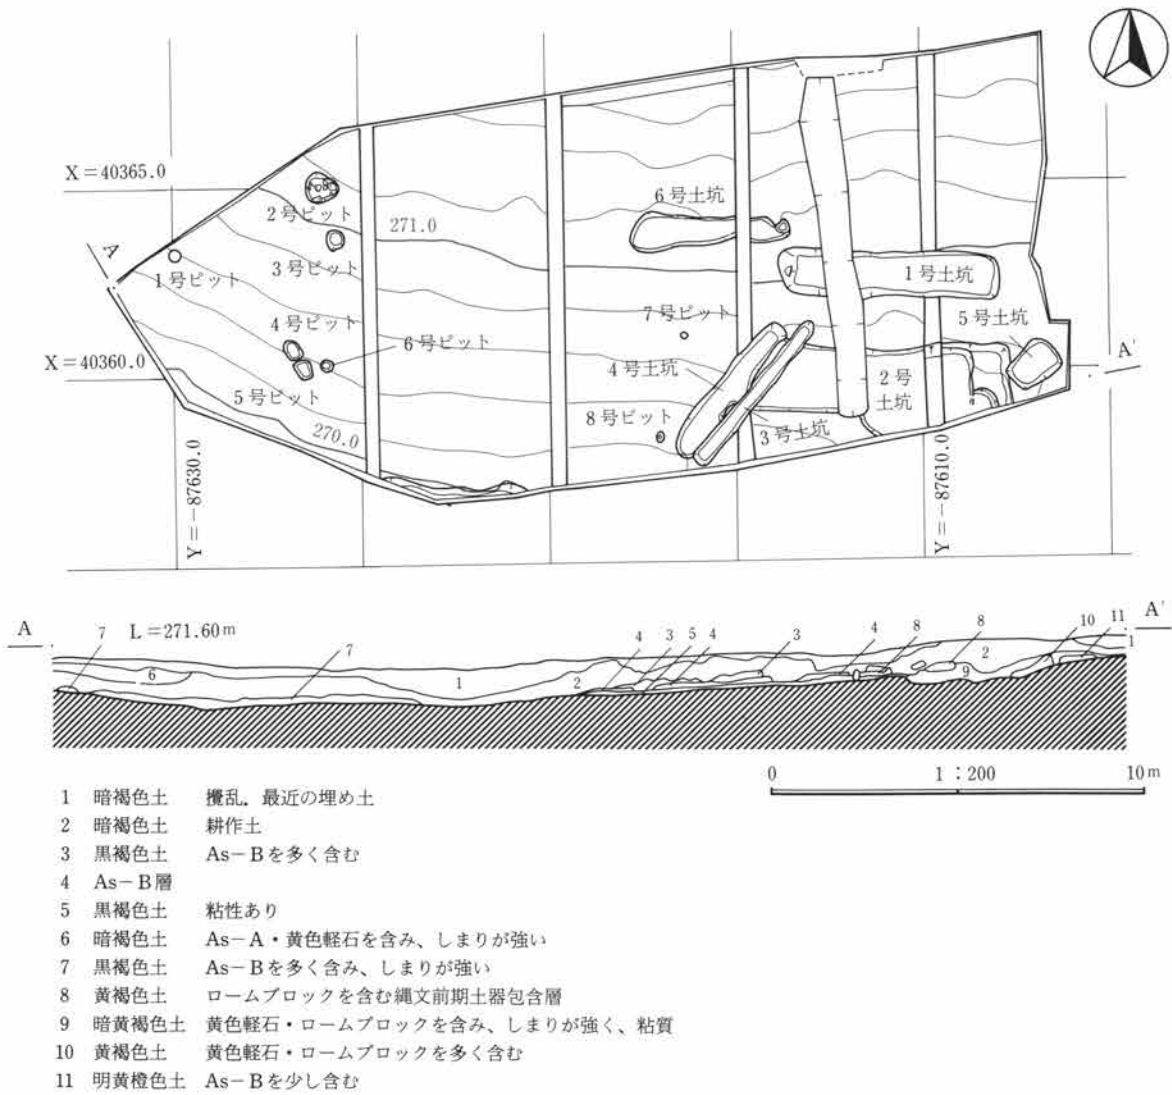 X=40365.0
6号土坑
2号ピット
271.0
A
3号ピット
1号土坑
1号ピット
7号ピット
5号土坑
4号ピット
6号ピット
X=40360.0
4号土坑
A'
2号
土坑
5号ピット
8号ピット
3号土坑
270.0
Y=-87630.0
Y=-87610.0
A
7
L=271.60m
7
4
3
5
4
3
4
8
8
10
11
A'
6
1
2
2
9
1
0
1:200
10m
1 暗褐色土 攪乱．最近の埋め土
2 暗褐色土 耕作土
3 黒褐色土 As-Bを多く含む
4 As-B層
5 黒褐色土 粘性あり
6 暗褐色土 As-A・黄色軽石を含み、しまりが強い
7 黒褐色土 As-Bを多く含み、しまりが強い
8 黄褐色土 ロームブロックを含む縄文前期土器包含層
9 暗黄褐色土 黄色軽石・ロームブロックを含み、しまりが強く、粘質
10 黄褐色土 黄色軽石・ロームブロックを多く含む
11 明黄橙色土 As-Bを少し含む